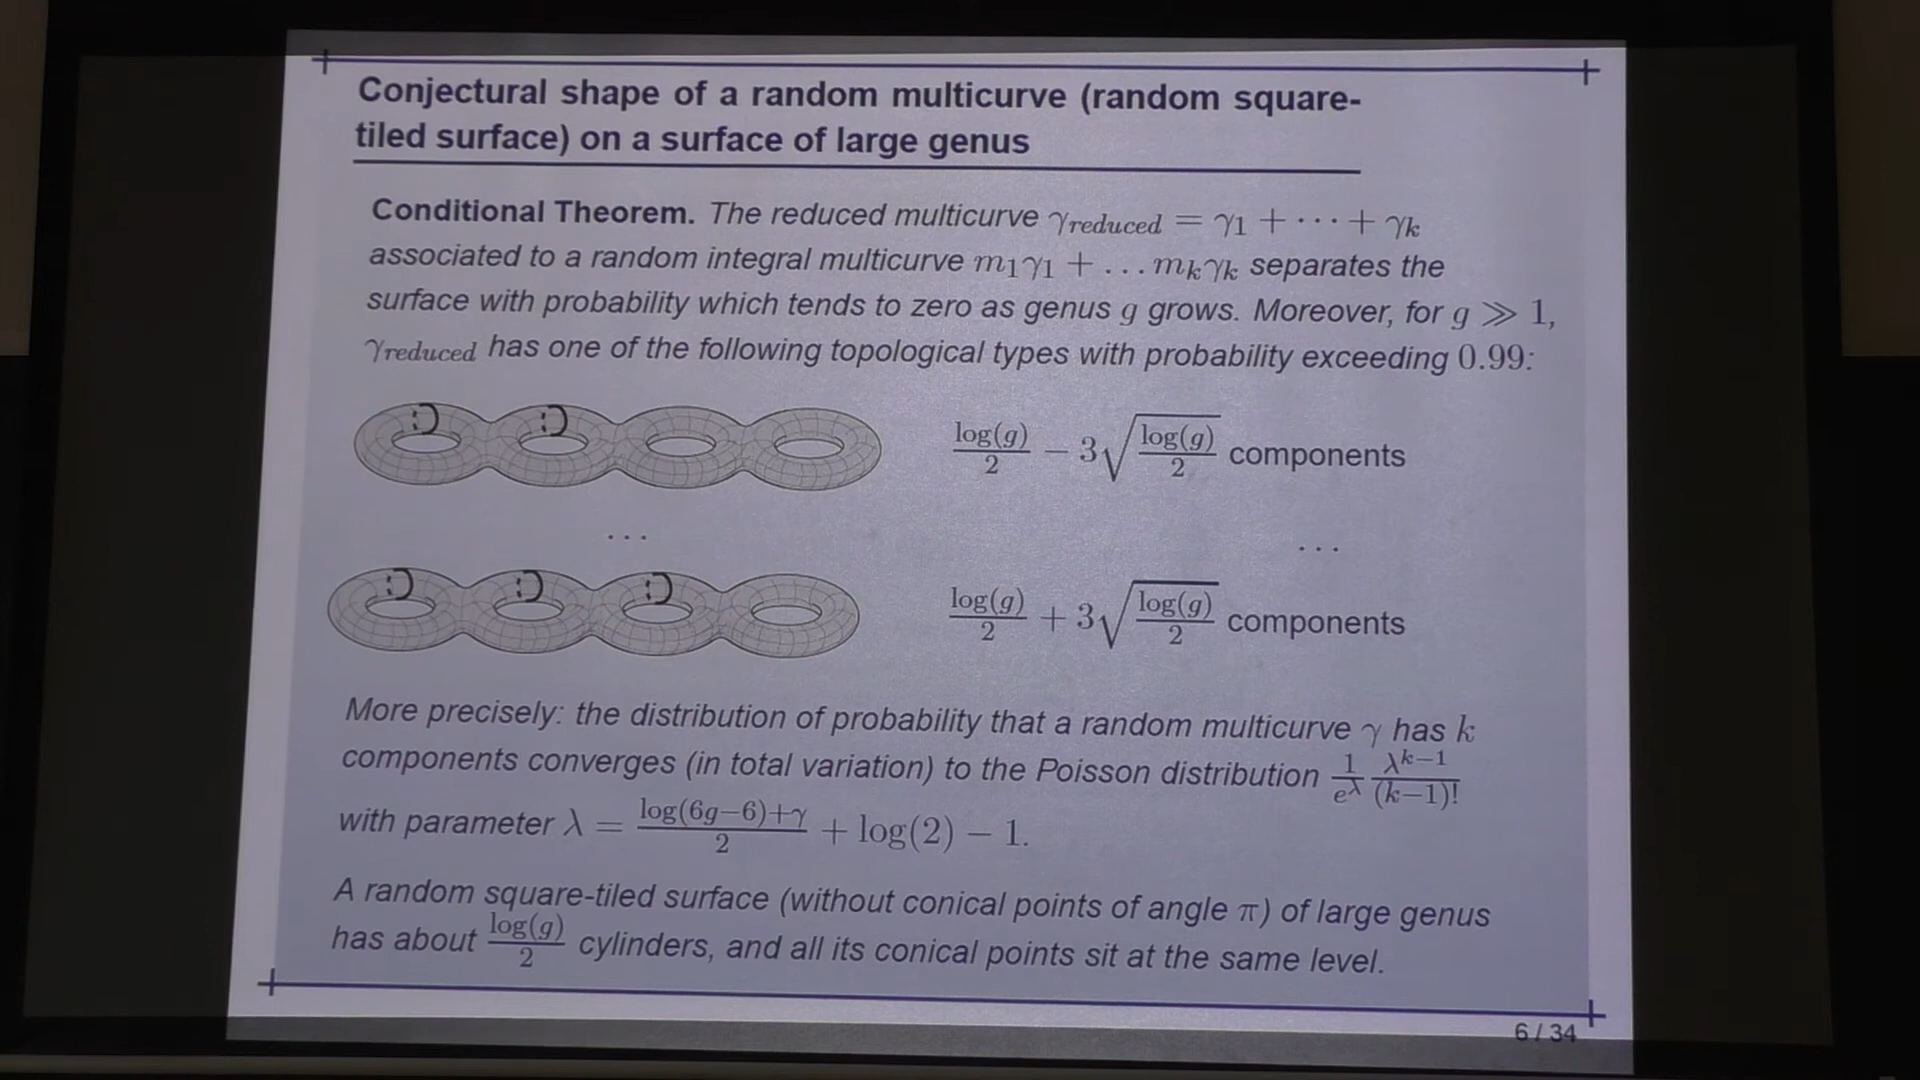 Conjectural shape of a random multicurve (random square-
tiled surface) on a surface of large genus
Conditional Theorem. The reduced multicurve γ_reduced = γ_1 + ··· + γ_k
associated to a random integral multicurve m_1γ_1 + ... m_kγ_k separates the
surface with probability which tends to zero as genus g grows. Moreover, for g ≫ 1,
γ_reduced has one of the following topological types with probability exceeding 0.99:
log(g)/2 − 3√(log(g)/2) components
... ...
log(g)/2 + 3√(log(g)/2) components
More precisely: the distribution of probability that a random multicurve γ has k
components converges (in total variation) to the Poisson distribution 1/e^λ λ^(k−1)/(k−1)!
with parameter λ = (log(6g−6)+γ)/2 + log(2) − 1.
A random square-tiled surface (without conical points of angle π) of large genus
has about log(g)/2 cylinders, and all its conical points sit at the same level.
6 / 34